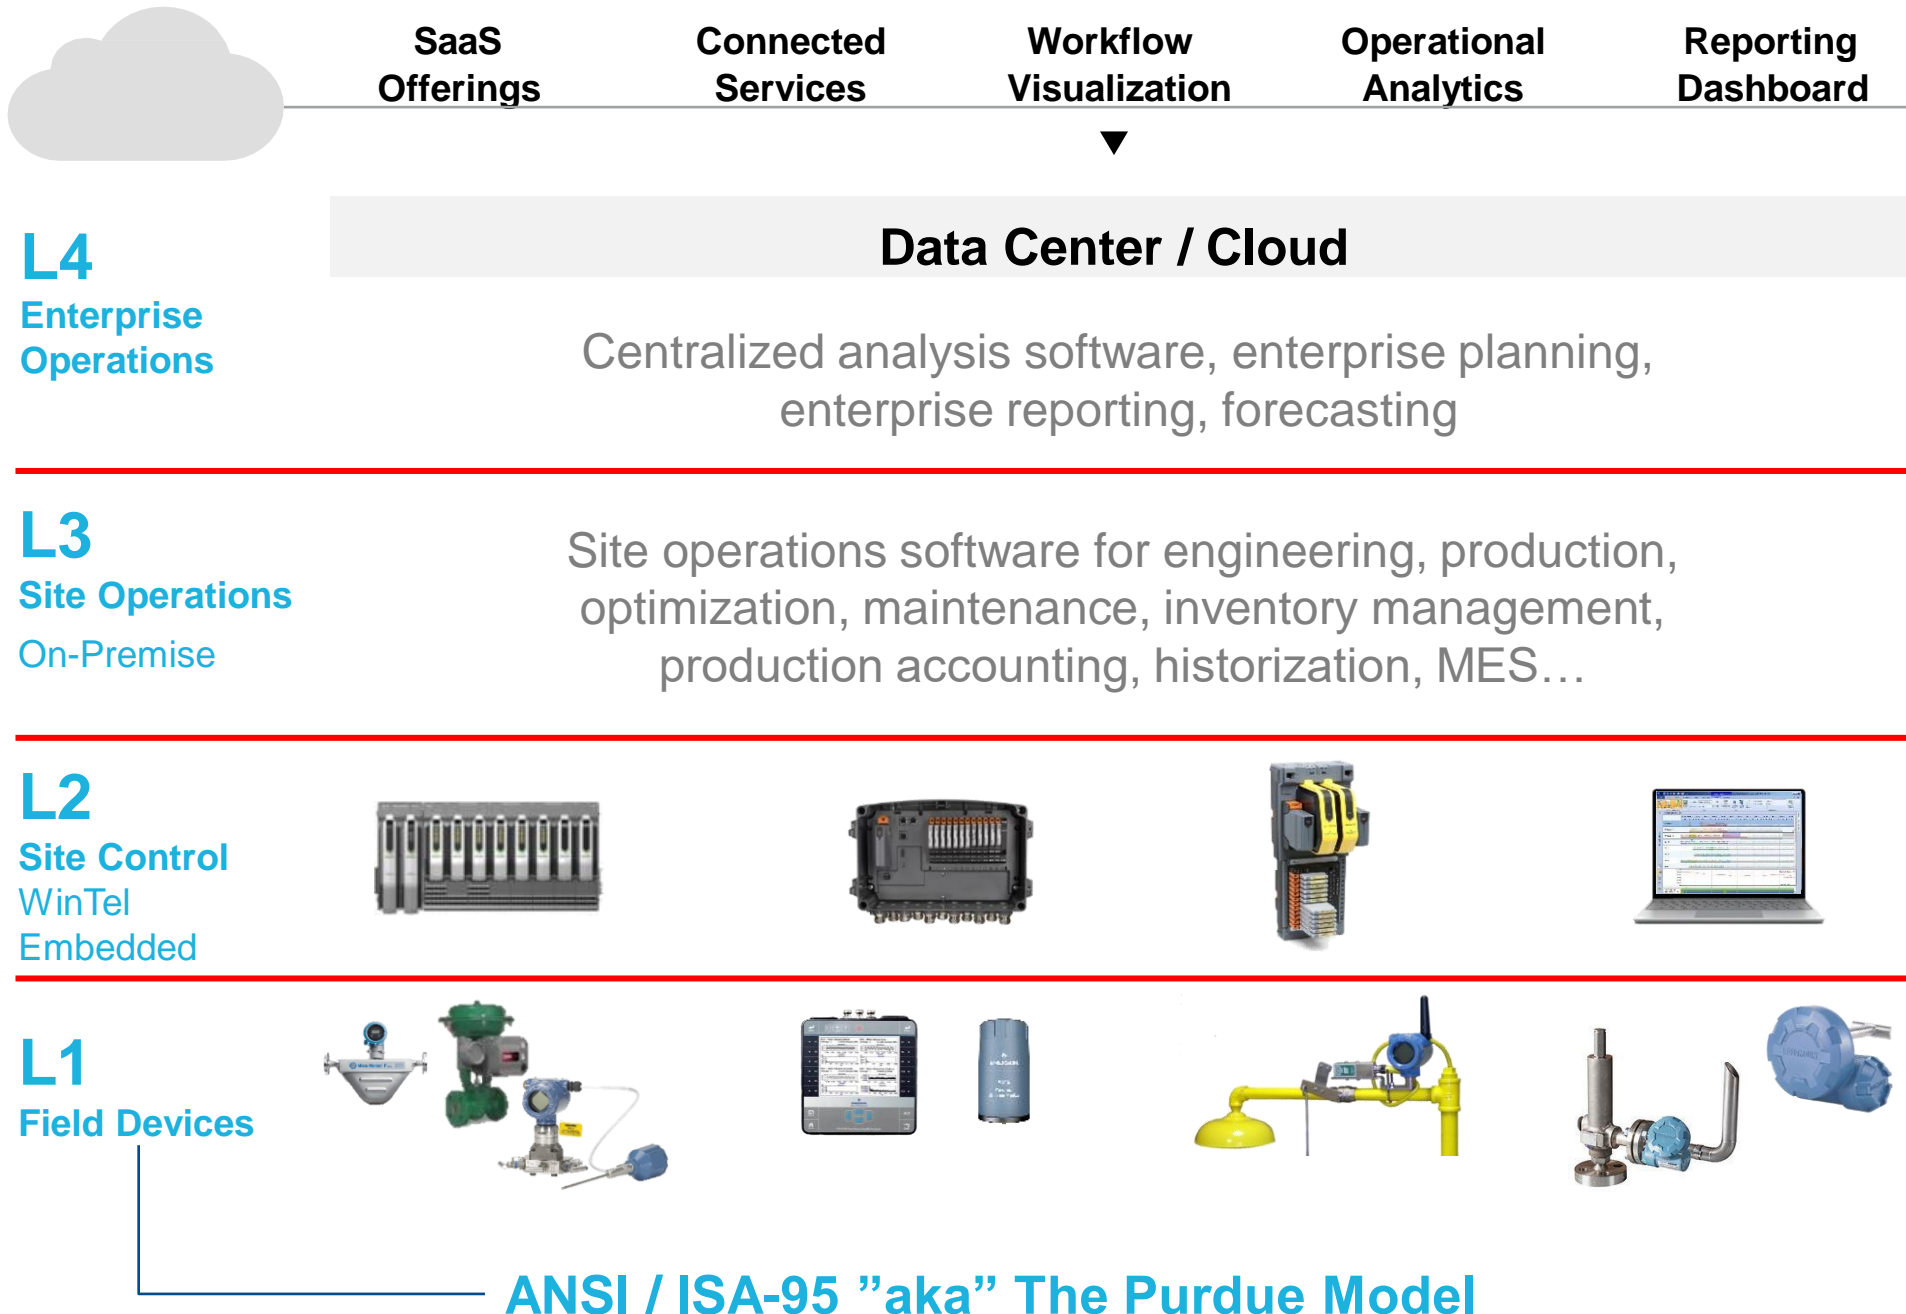 SaaS
Offerings
Connected
Services
Workflow
Visualization
Operational
Analytics
Reporting
Dashboard
L4
Enterprise
Operations
Data Center / Cloud
Centralized analysis software, enterprise planning,
enterprise reporting, forecasting
L3
Site Operations
On-Premise
Site operations software for engineering, production,
optimization, maintenance, inventory management,
production accounting, historization, MES…
L2
Site Control
WinTel
Embedded
L1
Field Devices
ANSI / ISA-95 ”aka” The Purdue Model